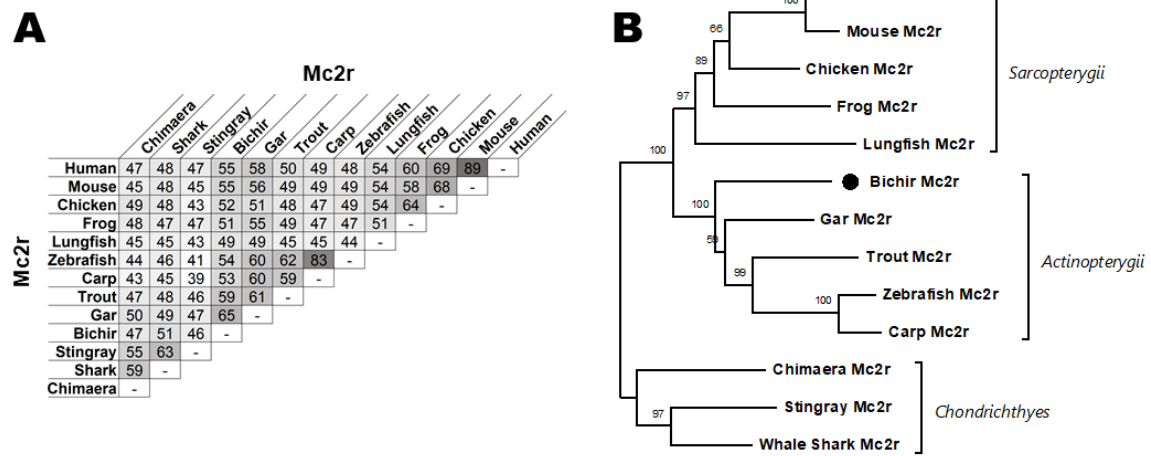 A
Mc2r
Chimaera
Shark
Stingray
Bichir
Gar
Trout
Carp
Zebrafish
Lungfish
Frog
Chicken
Mouse
Human
Mc2r
Human 47 48 47 55 58 50 49 48 54 60 69 89 -
Mouse 45 48 45 55 56 49 49 49 54 58 68 -
Chicken 49 48 43 52 51 48 47 49 54 64 -
Frog 48 47 47 51 55 49 47 47 51 -
Lungfish 45 45 43 49 49 45 45 44 -
Zebrafish 44 46 41 54 60 62 83 -
Carp 43 45 39 53 60 59 -
Trout 47 48 46 59 61 -
Gar 50 49 47 65 -
Bichir 47 51 46 -
Stingray 55 63 -
Shark 59 -
Chimaera -
B
100
Mouse Mc2r
66
Chicken Mc2r
Sarcopterygii
89
Frog Mc2r
97
Lungfish Mc2r
100
Bichir Mc2r
100
Gar Mc2r
59
Trout Mc2r
Actinopterygii
99
Zebrafish Mc2r
100
Carp Mc2r
Chimaera Mc2r
Stingray Mc2r
Chondrichthyes
97
Whale Shark Mc2r